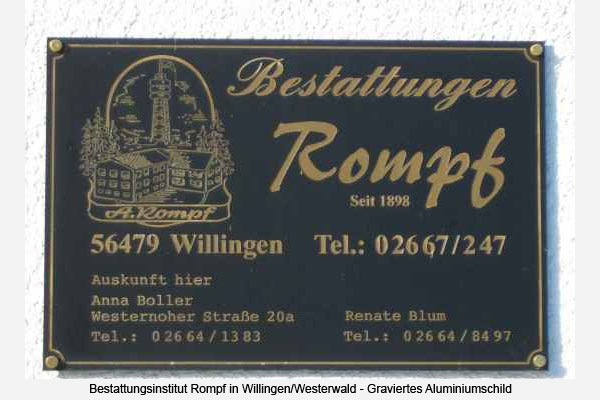 Bestattungen
Rompf
Seit 1898
A. Rompf
56479 Willingen Tel.: 02667/247
Auskunft hier
Anna Boller
Westernoher Straße 20a Renate Blum
Tel.: 02664/1383 Tel.: 02664/8497
Bestattungsinstitut Rompf in Willingen/Westerwald - Graviertes Aluminiumschild